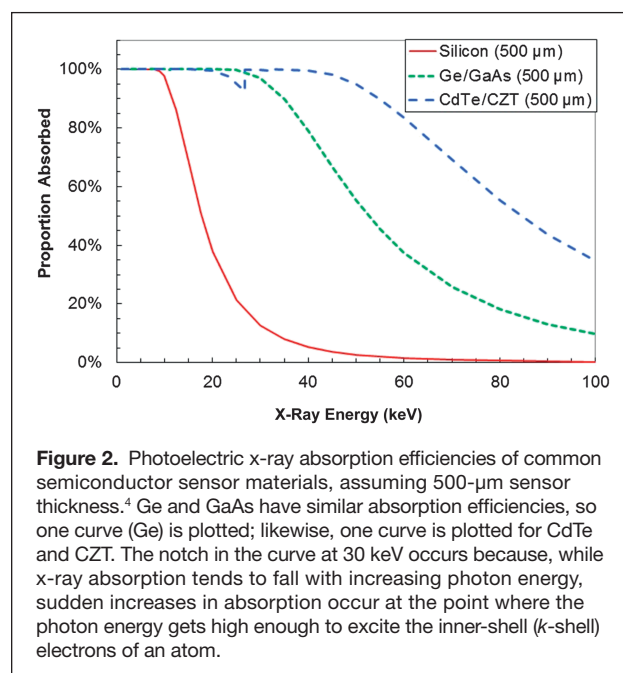 Silicon (500 µm)
Ge/GaAs (500 µm)
CdTe/CZT (500 µm)
100%
80%
60%
40%
20%
0%
Proportion Absorbed
0
20
40
60
80
100
X-Ray Energy (keV)
Figure 2. Photoelectric x-ray absorption efficiencies of common
semiconductor sensor materials, assuming 500-µm sensor
thickness.4 Ge and GaAs have similar absorption efficiencies, so
one curve (Ge) is plotted; likewise, one curve is plotted for CdTe
and CZT. The notch in the curve at 30 keV occurs because, while
x-ray absorption tends to fall with increasing photon energy,
sudden increases in absorption occur at the point where the
photon energy gets high enough to excite the inner-shell (k-shell)
electrons of an atom.